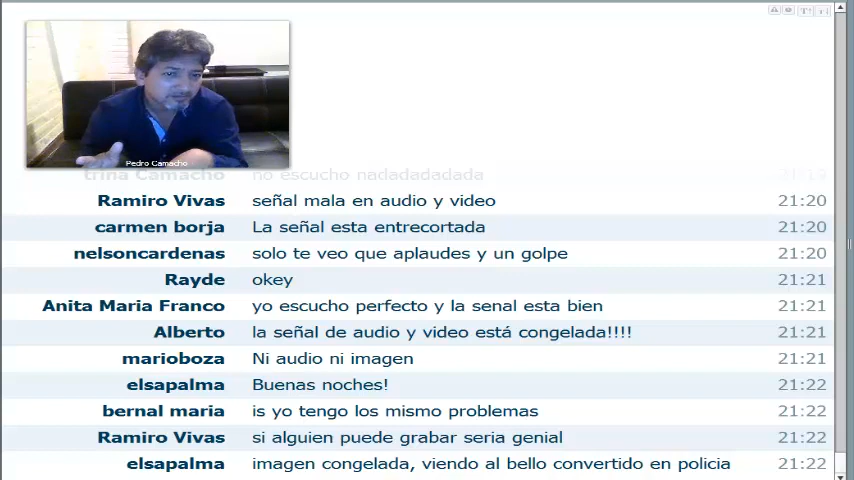 Pedro Camacho
trina Camacho no escucho nadadadadada 21:19
Ramiro Vivas señal mala en audio y video 21:20
carmen borja La señal esta entrecortada 21:20
nelsoncardenas solo te veo que aplaudes y un golpe 21:20
Rayde okey 21:21
Anita Maria Franco yo escucho perfecto y la senal esta bien 21:21
Alberto la señal de audio y video está congelada!!!! 21:21
marioboza Ni audio ni imagen 21:21
elsapalma Buenas noches! 21:22
bernal maria is yo tengo los mismo problemas 21:22
Ramiro Vivas si alguien puede grabar seria genial 21:22
elsapalma imagen congelada, viendo al bello convertido en policia 21:22